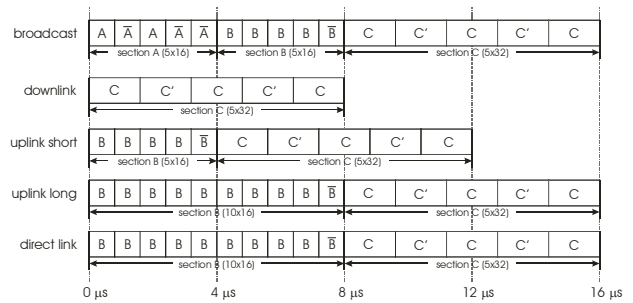 broadcast A A̅ A A̅ A̅ B B B B B̅ C C′ C C′ C
section A (5x16) section B (5x16) section C (5x32)
downlink C C′ C C′ C
section C (5x32)
uplink short B B B B B̅ C C′ C C′ C
section B (5x16) section C (5x32)
uplink long B B B B B B B B B B̅ C C′ C C′ C
section B (10x16) section C (5x32)
direct link B B B B B B B B B B̅ C C′ C C′ C
section B (10x16) section C (5x32)
0 µs 4 µs 8 µs 12 µs 16 µs